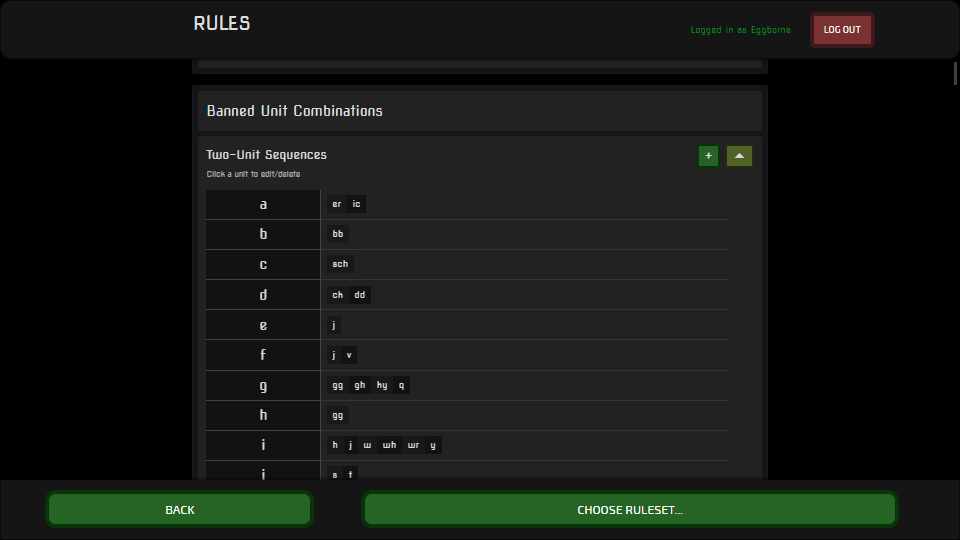 RULES
Logged in as Eggborne
LOG OUT
Banned Unit Combinations
Two-Unit Sequences
+
Click a unit to edit/delete
a er ic
b bb
c sch
d ch dd
e j
f j v
g gg gh hy q
h gg
i h j w wh wr y
j s t
BACK
CHOOSE RULESET...